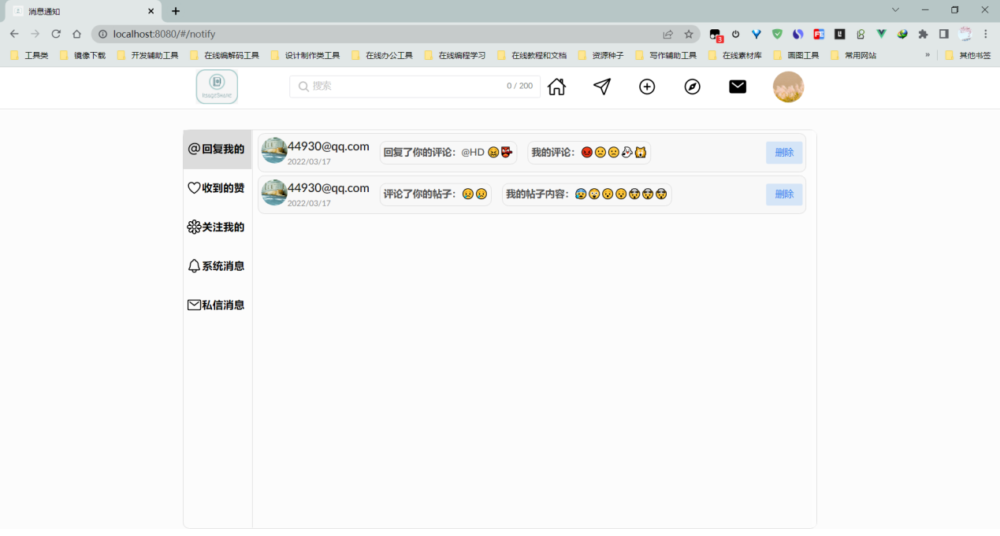 消息通知
localhost:8080/#/notify
3
工具类 镜像下载 开发辅助工具 在线编解码工具 设计制作类工具 在线办公工具 在线编程学习 在线教程和文档 资源种子 写作辅助工具 在线素材库 画图工具 常用网站 » 其他书签
IMAGESHARE
搜索 0 / 200
@回复我的
收到的赞
关注我的
系统消息
私信消息
44930@qq.com
2022/03/17
回复了你的评论：@HD 😖👺
我的评论：😡😕😕🐶🙀
删除
44930@qq.com
2022/03/17
评论了你的帖子：😥😥
我的帖子内容：😰😲😯😯😳😳😳
删除